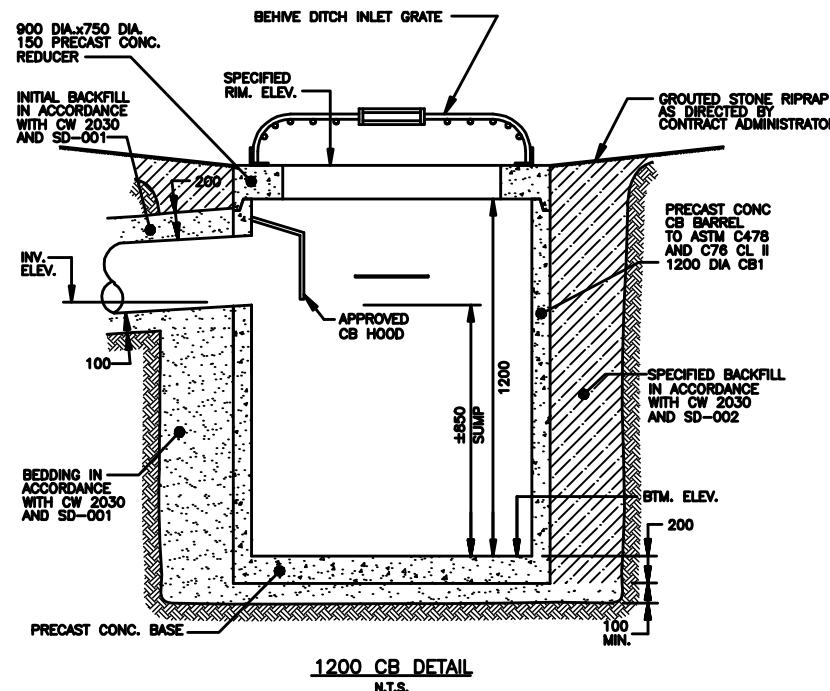 BEHIVE DITCH INLET GRATE
900 DIA.x750 DIA.
150 PRECAST CONC.
REDUCER
SPECIFIED
RIM. ELEV.
INITIAL BACKFILL
IN ACCORDANCE
WITH CW 2030
AND SD-001
GROUTED STONE RIPRAP
AS DIRECTED BY
CONTRACT ADMINISTRATOR
200
PRECAST CONC
CB BARREL
TO ASTM C478
AND C76 CL II
1200 DIA CB1
INV.
ELEV.
APPROVED
CB HOOD
100
1200
±850
SUMP
SPECIFIED BACKFILL
IN ACCORDANCE
WITH CW 2030
AND SD-002
BEDDING IN
ACCORDANCE
WITH CW 2030
AND SD-001
BTM. ELEV.
200
PRECAST CONC. BASE
100
MIN.
1200 CB DETAIL
N.T.S.